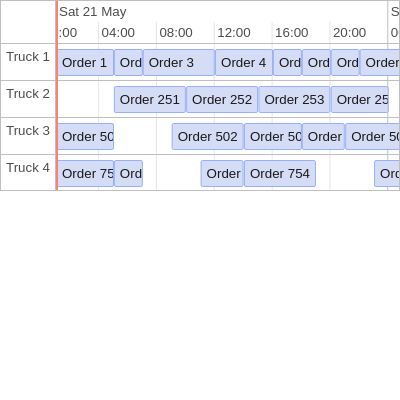 Sat 21 May S
:00 04:00 08:00 12:00 16:00 20:00 0
Truck 1 Order 1 Ord Order 3 Order 4 Ord Ord Ord Order
Truck 2 Order 251 Order 252 Order 253 Order 25
Truck 3 Order 50 Order 502 Order 50 Order Order 50
Truck 4 Order 75 Ord Order Order 754 Ord